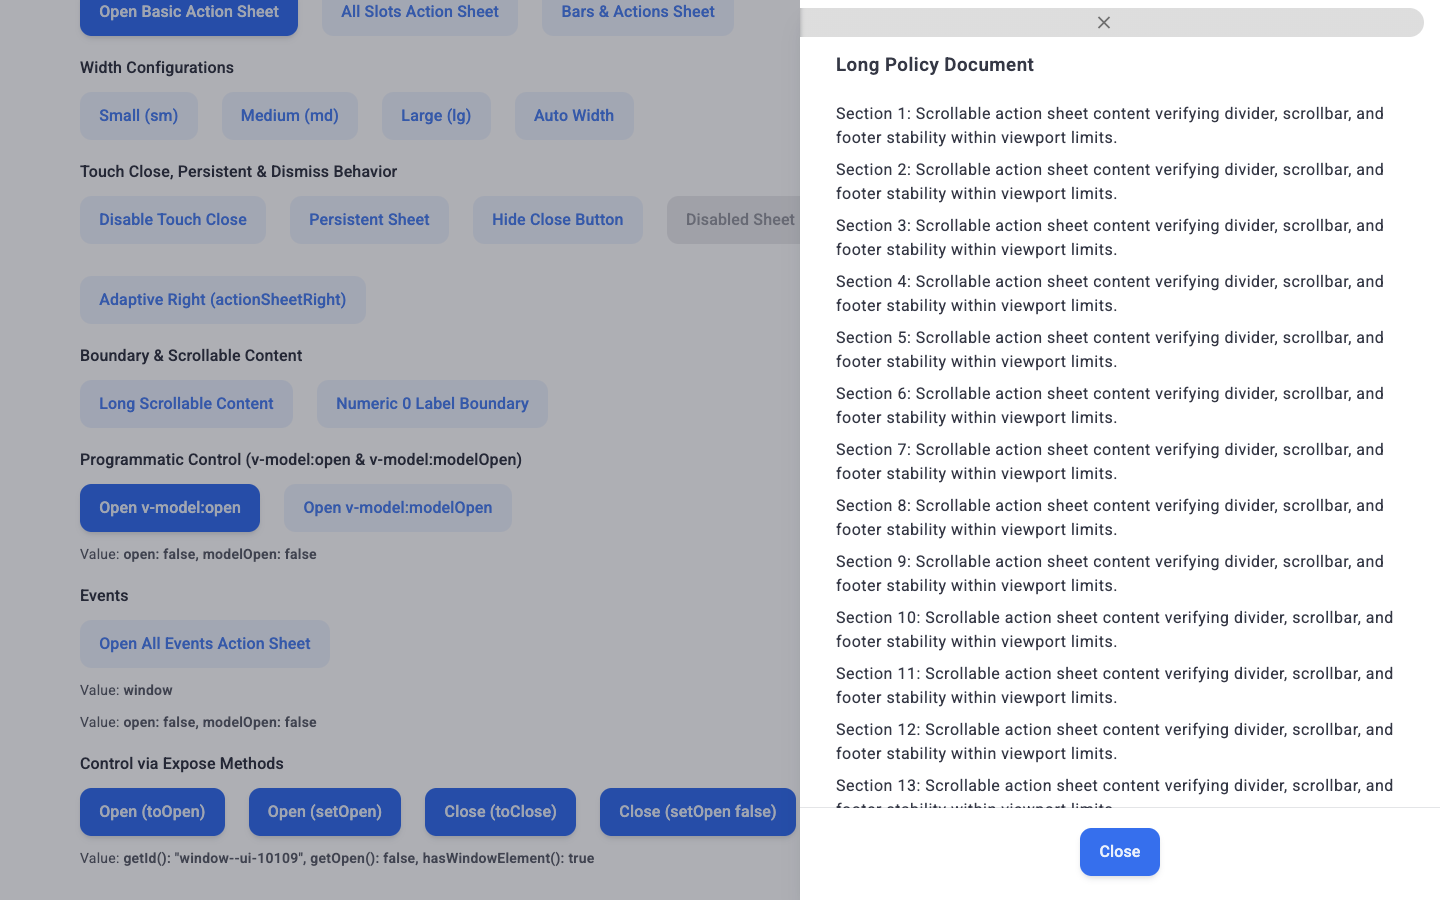 Open Basic Action Sheet
All Slots Action Sheet
Bars & Actions Sheet
Width Configurations
Small (sm)
Medium (md)
Large (lg)
Auto Width
Touch Close, Persistent & Dismiss Behavior
Disable Touch Close
Persistent Sheet
Hide Close Button
Disabled Sheet
Adaptive Right (actionSheetRight)
Boundary & Scrollable Content
Long Scrollable Content
Numeric 0 Label Boundary
Programmatic Control (v-model:open & v-model:modelOpen)
Open v-model:open
Open v-model:modelOpen
Value: open: false, modelOpen: false
Events
Open All Events Action Sheet
Value: window
Value: open: false, modelOpen: false
Control via Expose Methods
Open (toOpen)
Open (setOpen)
Close (toClose)
Close (setOpen false)
Value: getId(): "window--ui-10109", getOpen(): false, hasWindowElement(): true
Long Policy Document
Section 1: Scrollable action sheet content verifying divider, scrollbar, and
footer stability within viewport limits.
Section 2: Scrollable action sheet content verifying divider, scrollbar, and
footer stability within viewport limits.
Section 3: Scrollable action sheet content verifying divider, scrollbar, and
footer stability within viewport limits.
Section 4: Scrollable action sheet content verifying divider, scrollbar, and
footer stability within viewport limits.
Section 5: Scrollable action sheet content verifying divider, scrollbar, and
footer stability within viewport limits.
Section 6: Scrollable action sheet content verifying divider, scrollbar, and
footer stability within viewport limits.
Section 7: Scrollable action sheet content verifying divider, scrollbar, and
footer stability within viewport limits.
Section 8: Scrollable action sheet content verifying divider, scrollbar, and
footer stability within viewport limits.
Section 9: Scrollable action sheet content verifying divider, scrollbar, and
footer stability within viewport limits.
Section 10: Scrollable action sheet content verifying divider, scrollbar, and
footer stability within viewport limits.
Section 11: Scrollable action sheet content verifying divider, scrollbar, and
footer stability within viewport limits.
Section 12: Scrollable action sheet content verifying divider, scrollbar, and
footer stability within viewport limits.
Section 13: Scrollable action sheet content verifying divider, scrollbar, and
Close